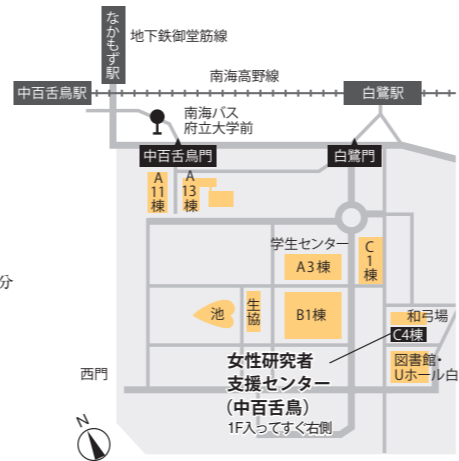 なかもず駅
地下鉄御堂筋線
南海高野線
中百舌鳥駅
白鷺駅
南海バス
府立大学前
中百舌鳥門
白鷺門
A
11
棟
A
13
棟
学生センター
A3棟
C
1
棟
分
池
生協
B1棟
和弓場
C4棟
図書館・
Uホール白
女性研究者
支援センター
(中百舌鳥)
1F入ってすぐ右側
西門
N